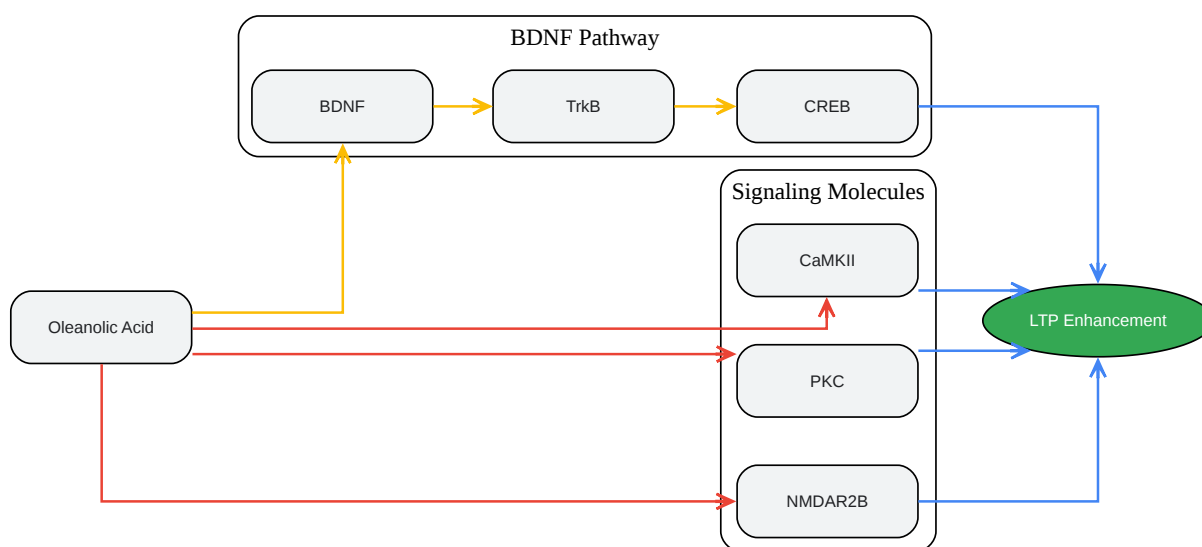 BDNF Pathway
BDNF
TrkB
CREB
Signaling Molecules
CaMKII
Oleanolic Acid
LTP Enhancement
PKC
NMDAR2B